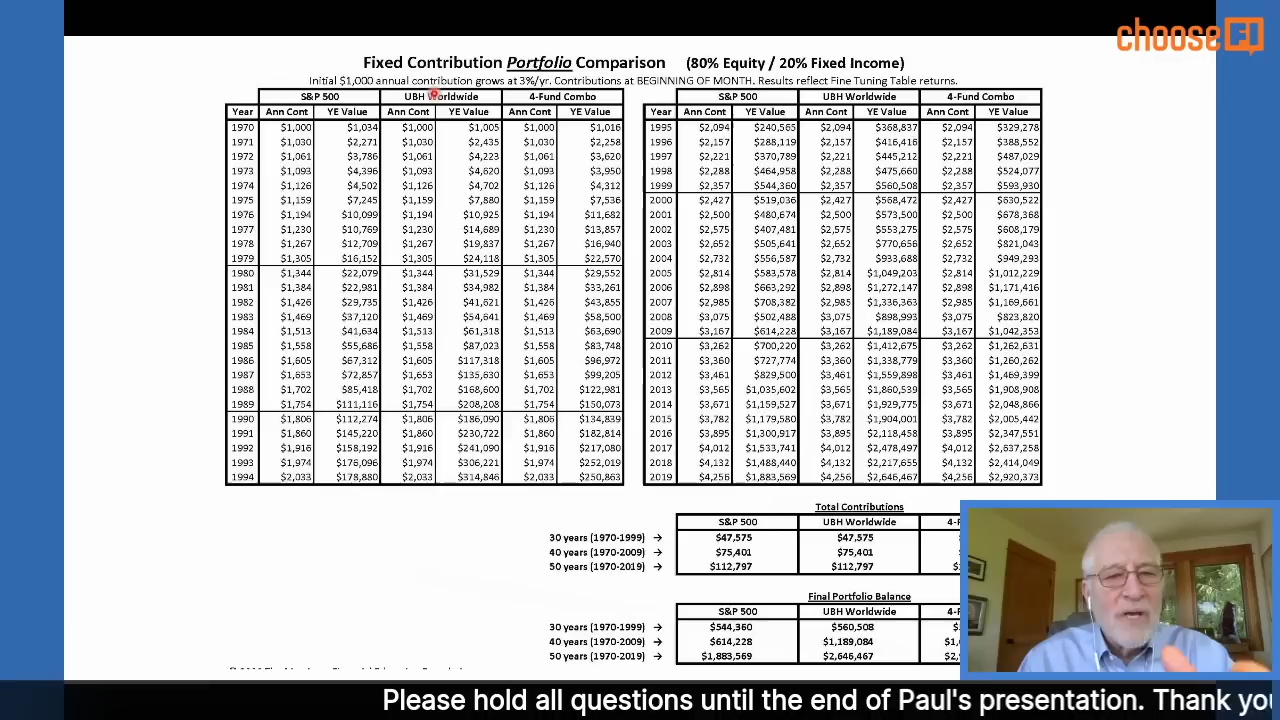 chooseFI
Fixed Contribution Portfolio Comparison (80% Equity / 20% Fixed Income)
Initial $1,000 annual contribution grows at 3%/yr. Contributions at BEGINNING OF MONTH. Results reflect Fine Tuning Table returns.
S&P 500 UBH Worldwide 4-Fund Combo
Year Ann Cont YE Value Ann Cont YE Value Ann Cont YE Value
1970 $1,000 $1,034 $1,000 $1,005 $1,000 $1,016
1971 $1,030 $2,271 $1,030 $2,435 $1,030 $2,258
1972 $1,061 $3,786 $1,061 $4,223 $1,061 $3,620
1973 $1,093 $4,396 $1,093 $4,620 $1,093 $3,950
1974 $1,126 $4,502 $1,126 $4,702 $1,126 $4,312
1975 $1,159 $7,245 $1,159 $7,880 $1,159 $7,536
1976 $1,194 $10,099 $1,194 $10,925 $1,194 $11,682
1977 $1,230 $10,769 $1,230 $14,689 $1,230 $13,857
1978 $1,267 $12,709 $1,267 $19,837 $1,267 $16,940
1979 $1,305 $16,152 $1,305 $24,118 $1,305 $22,570
1980 $1,344 $22,079 $1,344 $31,529 $1,344 $29,552
1981 $1,384 $22,981 $1,384 $34,982 $1,384 $33,261
1982 $1,426 $29,735 $1,426 $41,621 $1,426 $43,855
1983 $1,469 $37,120 $1,469 $54,641 $1,469 $58,500
1984 $1,513 $41,634 $1,513 $61,318 $1,513 $63,690
1985 $1,558 $55,686 $1,558 $87,023 $1,558 $83,748
1986 $1,605 $67,312 $1,605 $117,318 $1,605 $96,972
1987 $1,653 $72,857 $1,653 $135,630 $1,653 $99,205
1988 $1,702 $85,418 $1,702 $168,600 $1,702 $122,981
1989 $1,754 $111,116 $1,754 $208,208 $1,754 $150,073
1990 $1,806 $112,274 $1,806 $186,090 $1,806 $134,839
1991 $1,860 $145,220 $1,860 $230,722 $1,860 $182,814
1992 $1,916 $158,192 $1,916 $241,090 $1,916 $217,080
1993 $1,974 $176,096 $1,974 $306,221 $1,974 $252,019
1994 $2,033 $178,880 $2,033 $314,846 $2,033 $250,863
S&P 500 UBH Worldwide 4-Fund Combo
Year Ann Cont YE Value Ann Cont YE Value Ann Cont YE Value
1995 $2,094 $240,565 $2,094 $368,837 $2,094 $329,278
1996 $2,157 $288,119 $2,157 $416,416 $2,157 $388,552
1997 $2,221 $370,789 $2,221 $445,212 $2,221 $487,029
1998 $2,288 $464,958 $2,288 $475,660 $2,288 $524,077
1999 $2,357 $544,360 $2,357 $560,508 $2,357 $593,930
2000 $2,427 $519,036 $2,427 $568,472 $2,427 $630,522
2001 $2,500 $480,674 $2,500 $573,500 $2,500 $678,368
2002 $2,575 $407,481 $2,575 $553,275 $2,575 $608,179
2003 $2,652 $505,641 $2,652 $770,656 $2,652 $821,043
2004 $2,732 $556,587 $2,732 $933,688 $2,732 $949,293
2005 $2,814 $583,578 $2,814 $1,049,203 $2,814 $1,012,229
2006 $2,898 $663,292 $2,898 $1,272,147 $2,898 $1,171,416
2007 $2,985 $708,382 $2,985 $1,336,363 $2,985 $1,169,661
2008 $3,075 $502,488 $3,075 $898,993 $3,075 $823,820
2009 $3,167 $614,228 $3,167 $1,189,084 $3,167 $1,042,353
2010 $3,262 $700,220 $3,262 $1,412,675 $3,262 $1,262,631
2011 $3,360 $727,774 $3,360 $1,338,779 $3,360 $1,260,262
2012 $3,461 $829,500 $3,461 $1,559,898 $3,461 $1,469,399
2013 $3,565 $1,035,602 $3,565 $1,860,539 $3,565 $1,908,908
2014 $3,671 $1,159,527 $3,671 $1,929,775 $3,671 $2,048,866
2015 $3,782 $1,179,580 $3,782 $1,904,001 $3,782 $2,005,442
2016 $3,895 $1,300,917 $3,895 $2,118,458 $3,895 $2,347,551
2017 $4,012 $1,533,741 $4,012 $2,478,497 $4,012 $2,637,258
2018 $4,132 $1,488,440 $4,132 $2,217,655 $4,132 $2,414,049
2019 $4,256 $1,883,569 $4,256 $2,646,467 $4,256 $2,920,373
Total Contributions
S&P 500 UBH Worldwide 4-F
30 years (1970-1999) → $47,575 $47,575
40 years (1970-2009) → $75,401 $75,401
50 years (1970-2019) → $112,797 $112,797
Final Portfolio Balance
S&P 500 UBH Worldwide 4-F
30 years (1970-1999) → $544,360 $560,508
40 years (1970-2009) → $614,228 $1,189,084
50 years (1970-2019) → $1,883,569 $2,646,467
Please hold all questions until the end of Paul's presentation. Thank you